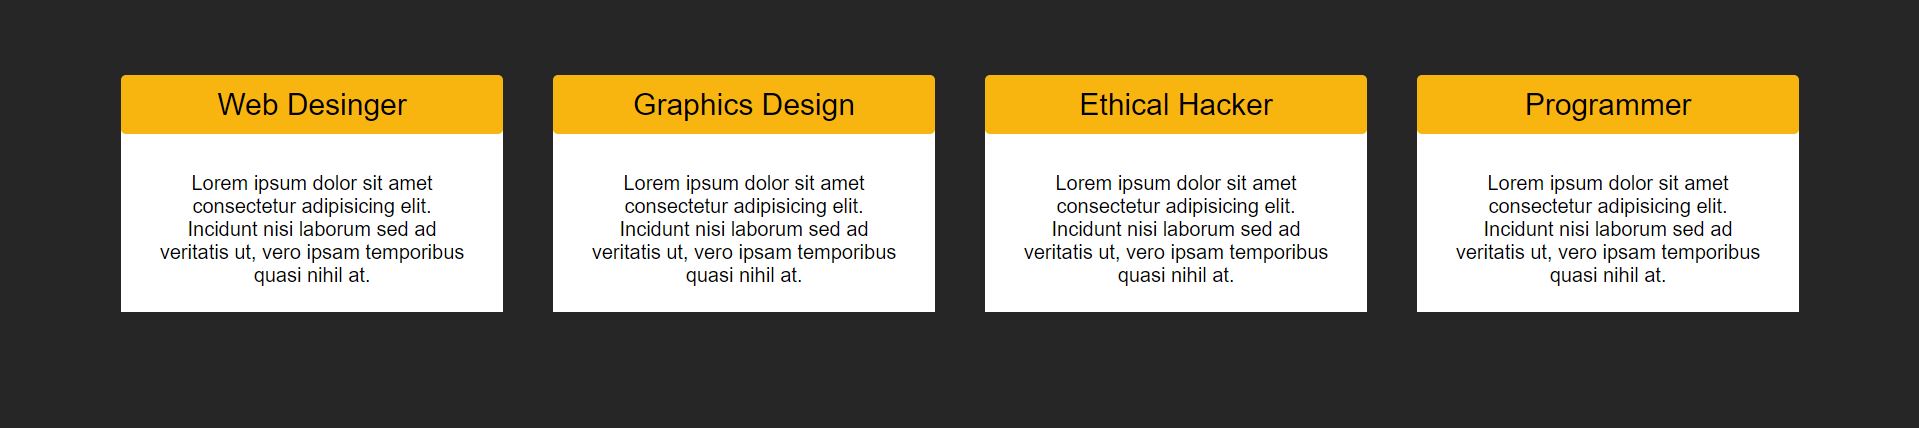 Web Desinger
Lorem ipsum dolor sit amet
consectetur adipisicing elit.
Incidunt nisi laborum sed ad
veritatis ut, vero ipsam temporibus
quasi nihil at.
Graphics Design
Lorem ipsum dolor sit amet
consectetur adipisicing elit.
Incidunt nisi laborum sed ad
veritatis ut, vero ipsam temporibus
quasi nihil at.
Ethical Hacker
Lorem ipsum dolor sit amet
consectetur adipisicing elit.
Incidunt nisi laborum sed ad
veritatis ut, vero ipsam temporibus
quasi nihil at.
Programmer
Lorem ipsum dolor sit amet
consectetur adipisicing elit.
Incidunt nisi laborum sed ad
veritatis ut, vero ipsam temporibus
quasi nihil at.